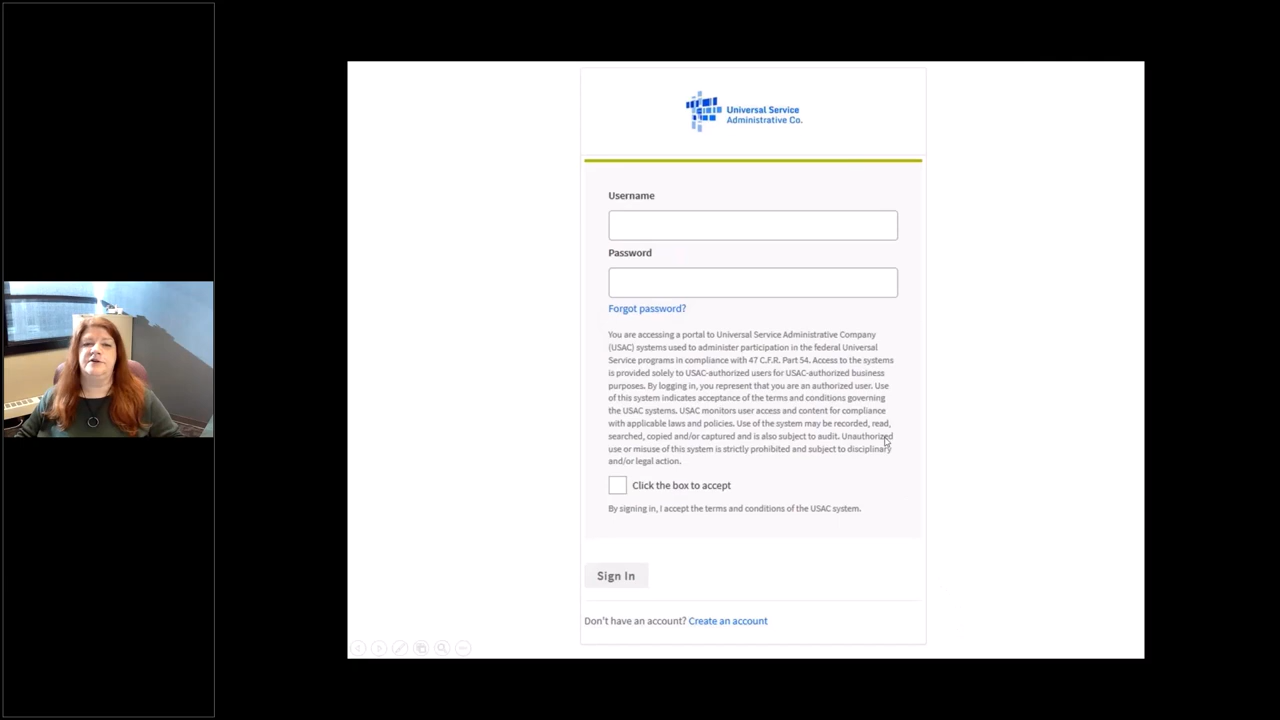 Universal Service
Administrative Co.
Username
Password
Forgot password?
You are accessing a portal to Universal Service Administrative Company
(USAC) systems used to administer participation in the federal Universal
Service programs in compliance with 47 C.F.R. Part 54. Access to the systems
is provided solely to USAC-authorized users for USAC-authorized business
purposes. By logging in, you represent that you are an authorized user. Use
of this system indicates acceptance of the terms and conditions governing
the USAC systems. USAC monitors user access and content for compliance
with applicable laws and policies. Use of the system may be recorded, read,
searched, copied and/or captured and is also subject to audit. Unauthorized
use or misuse of this system is strictly prohibited and subject to disciplinary
and/or legal action.
Click the box to accept
By signing in, I accept the terms and conditions of the USAC system.
Sign In
Don't have an account? Create an account